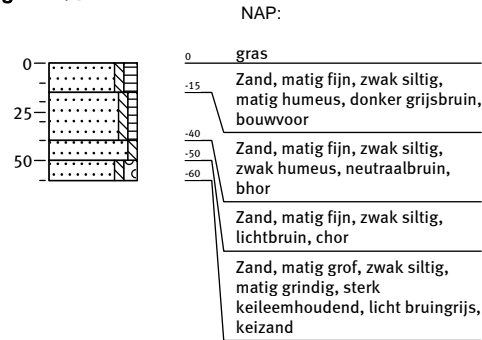 NAP:
0
25
50
0
gras
-15
Zand, matig fijn, zwak siltig,
matig humeus, donker grijsbruin,
bouwvoor
-40
Zand, matig fijn, zwak siltig,
zwak humeus, neutraalbruin,
bhor
-50
Zand, matig fijn, zwak siltig,
lichtbruin, chor
-60
Zand, matig grof, zwak siltig,
matig grindig, sterk
keileemhoudend, licht bruingrijs,
keizand